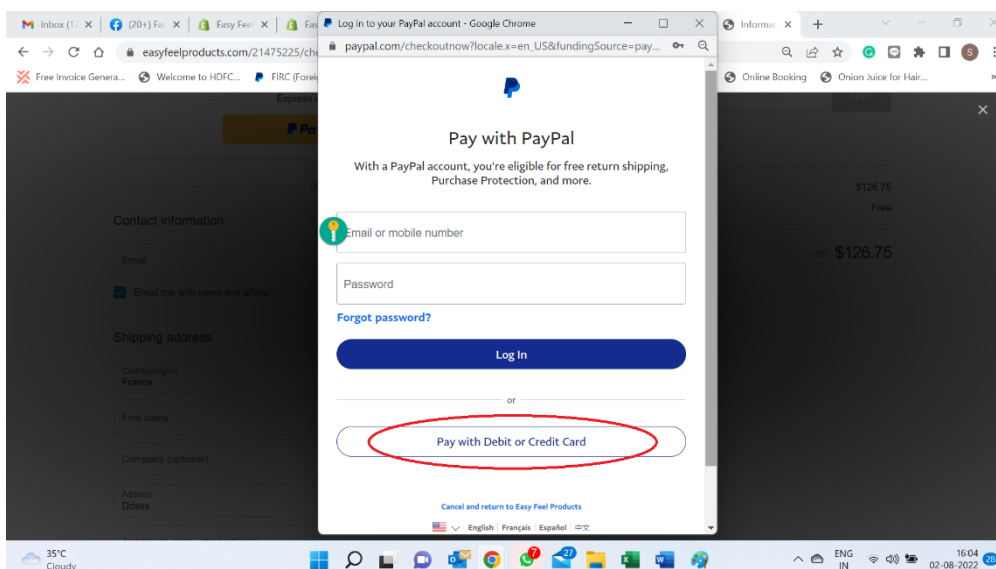 Inbox (1
(20+) Fac
Easy Fee
Eas
Log in to your PayPal account - Google Chrome
Informat
easyfeelproducts.com/21475225/che
paypal.com/checkoutnow?locale.x=en_US&fundingSource=pay...
Free Invoice Genera...
Welcome to HDFC...
FIRC (Forei
Online Booking
Onion Juice for Hair...
Express
Pay with PayPal
With a PayPal account, you're eligible for free return shipping,
Purchase Protection, and more.
$126.75
Free
Contact information
Email or mobile number
USD $126.75
Email
Password
Email me with news and offers
Forgot password?
Shipping address
Log In
Country/region
France
or
First name
Pay with Debit or Credit Card
Company (optional)
Address
Ddsss
Cancel and return to Easy Feel Products
English Français Español 中文
35°C
Cloudy
7
27
ENG
IN
16:04
02-08-2022
28